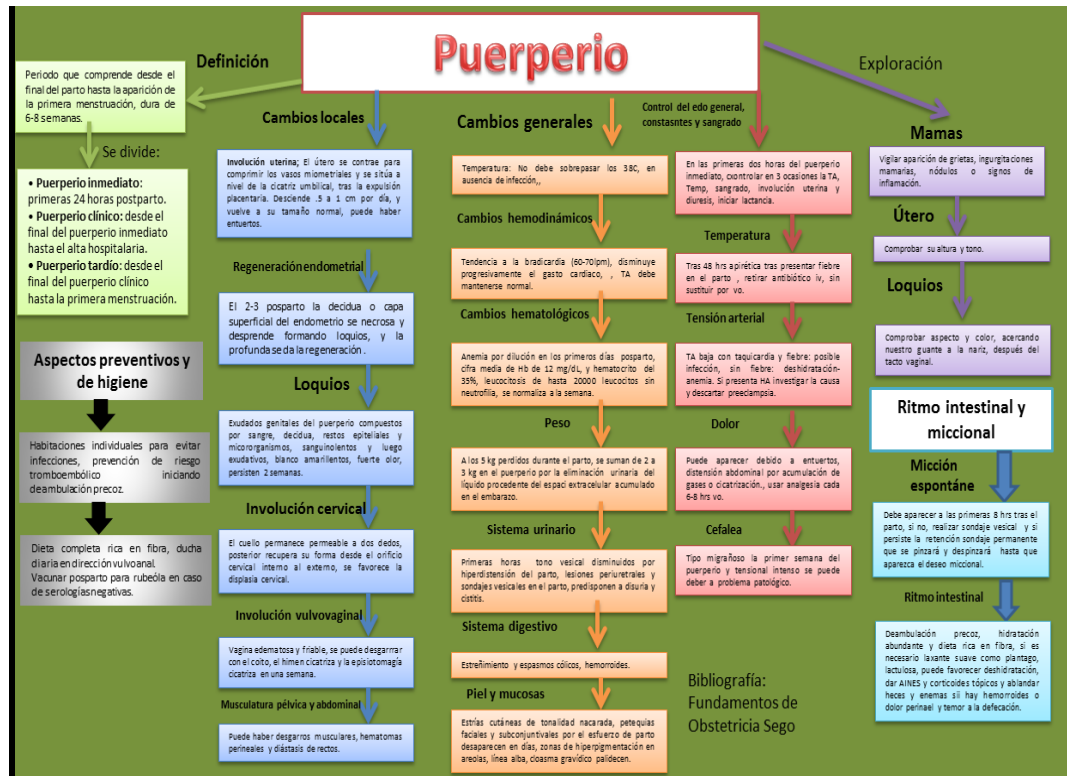 Puerperio
Definición
Periodo que comprende desde el
final del parto hasta la aparición de
la primera menstruación, dura de
6-8 semanas.
Se divide:
• Puerperio inmediato:
primeras 24 horas postparto.
• Puerperio clínico: desde el
final del puerperio inmediato
hasta el alta hospitalaria.
• Puerperio tardío: desde el
final del puerperio clínico
hasta la primera menstruación.
Aspectos preventivos y
de higiene
Habitaciones individuales para evitar
infecciones, prevención de riesgo
tromboembólico iniciando
deambulación precoz.
Dieta completa rica en fibra, ducha
diaria en dirección vulvoanal.
Vacunar posparto para rubeóla en caso
de serologías negativas.
Cambios locales
Involución uterina; El útero se contrae para
comprimir los vasos miometriales y se sitúa a
nivel de la cicatriz umbilical, tras la expulsión
placentaria. Desciende .5 a 1 cm por día, y
vuelve a su tamaño normal, puede haber
entuertos.
Regeneración endometrial
El 2-3 posparto la decidua o capa
superficial del endometrio se necrosa y
desprende formando loquios, y la
profunda se da la regeneración .
Loquios
Exudados genitales del puerperio compuestos
por sangre, decidua, restos epiteliales y
micororganismos, sanguinolentos y luego
exudativos, blanco amarilentos, fuerte olor,
persisten 2 semanas.
Involución cervical
El cuello permanece permeable a dos dedos,
posterior recupera su forma desde el orificio
cervical interno al externo, se favorece la
displasia cervical.
Involución vulvovaginal
Vagina edematosa y friable, se puede desgarrrar
con el coito, el himen cicatriza y la episiotomagía
cicatriza en una semana.
Musculatura pélvica y abdominal
Puede haber desgarros musculares, hematomas
perineales y diástasis de rectos.
Cambios generales
Temperatura: No debe sobrepasar los 38C, en
ausencia de infección,,
Cambios hemodinámicos
Tendencia a la bradicardia (60-70lpm), disminuye
progresivamente el gasto cardiaco, , TA debe
mantenerse normal.
Cambios hematológicos
Anemia por dilución en los primeros días posparto,
cifra media de Hb de 12 mg/dL, y hematocrito del
35%, leucocitosis de hasta 20000 leucocitos sin
neutrofilia, se normaliza a la semana.
Peso
A los 5 kg perdidos durante el parto, se suman de 2 a
3 kg en el puerperio por la eliminación urinaria del
líquido procedente del espaci extracelular acumulado
en el embarazo.
Sistema urinario
Primeras horas tono vesical disminuidos por
hiperdistensión del parto, lesiones periuretrales y
sondajes vesicales en el parto, predisponen a disuria y
cistitis.
Sistema digestivo
Estreñimiento y espasmos cólicos, hemorroides.
Piel y mucosas
Estrías cutáneas de tonalidad nacarada, petequias
faciales y subconjuntivales por el esfuerzo de parto
desaparecen en días, zonas de hiperpigmentación en
areolas, línea alba, cloasma gravídico palidecen.
Control del edo general,
constasntes y sangrado
En las primeras dos horas del puerperio
inmediato, cxontrolar en 3 ocasiones la TA,
Temp, sangrado, involución uterina y
diuresis, iniciar lactancia.
Temperatura
Tras 48 hrs apirética tras presentar fiebre
en el parto , retirar antibiótico iv, sin
sustituir por vo.
Tensión arterial
TA baja con taquicardia y fiebre: posible
infección, sin fiebre: deshidratación-
anemia. Si presenta HA investigar la causa
y descartar preeclampsia.
Dolor
Puede aparecer debido a entuertos,
distensión abdominal por acumulación de
gases o cicatrización., usar analgesia cada
6-8 hrs vo.
Cefalea
Tipo migrañoso la primer semana del
puerperio y tensional intenso se puede
deber a problema patológico.
Exploración
Mamas
Vigilar aparición de grietas, ingurgitaciones
mamarias, nódulos o signos de
inflamación.
Útero
Comprobar su altura y tono.
Loquios
Comprobar aspecto y color, acercando
nuestro guante a la nariz, después del
tacto vaginal.
Ritmo intestinal y
miccional
Micción
espontáne
Debe aparecer a las primeras 8 hrs tras el
parto, si no, realizar sondaje vesical y si
persiste la retención sondaje permanente
que se pinzará y despinzará hasta que
aparezca el deseo miccional.
Ritmo intestinal
Deambulación precoz, hidratación
abundante y dieta rica en fibra, si es
necesario laxante suave como plantago,
lactulosa, puede favorecer deshidratación,
dar AINES y corticoides tópicos y ablandar
heces y enemas síi hay hemorroides o
dolor perinael y temor a la defecación.
Bibliografía:
Fundamentos de
Obstetricia Sego